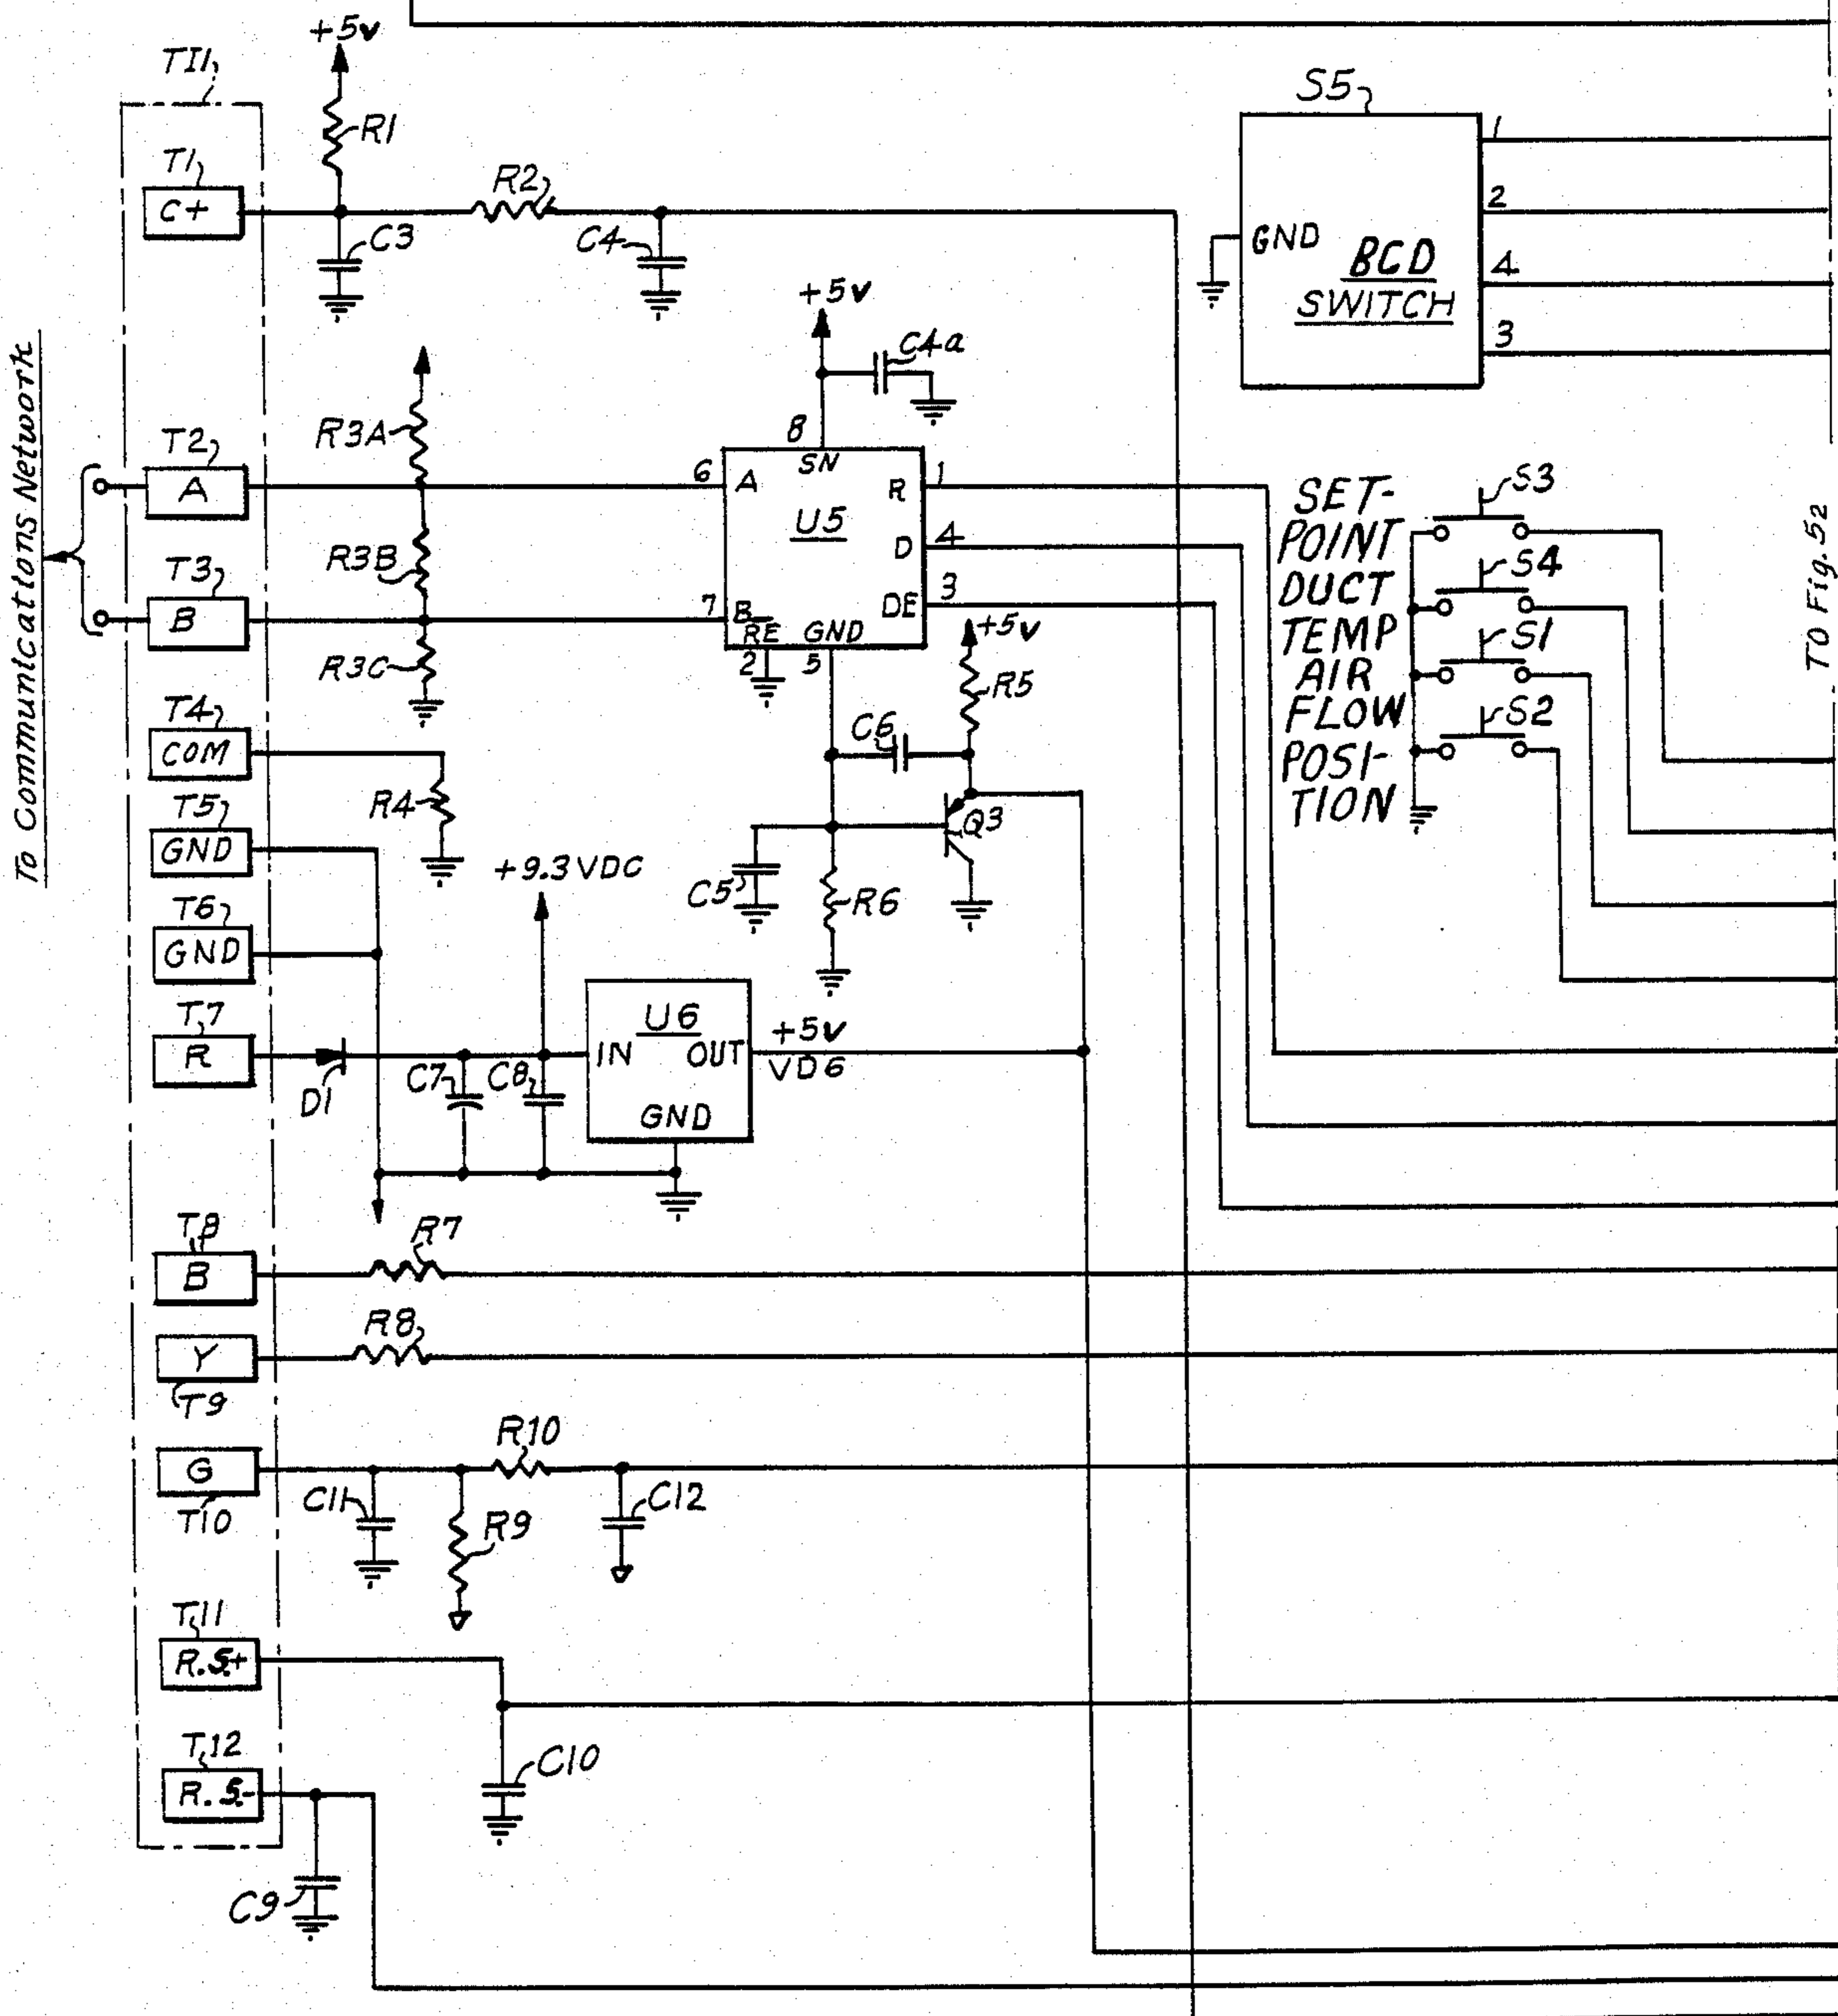 +5v
TI1
R1
T1
C+
R2
C3
C4
S5
1
2
4
3
GND
BCD
SWITCH
+5v
C4a
To Communications Network
R3A
T2
A
8
SN
6
A
R
1
U5
D
4
DE
3
R3B
T3
B
7
B
RE
GND
2
5
R3C
+5v
R5
SET-
POINT
DUCT
TEMP
AIR
FLOW
POSI-
TION
S3
S4
S1
S2
TO Fig.52
T4
COM
R4
C6
Q3
T5
GND
C5
R6
+9.3VDC
T6
GND
T7
R
D1
C7
C8
U6
IN
OUT
GND
+5v
VD6
T8
B
R7
R8
Y
T9
R10
G
T10
C11
R9
C12
T11
R.S.+
T12
R.S.-
C10
C9